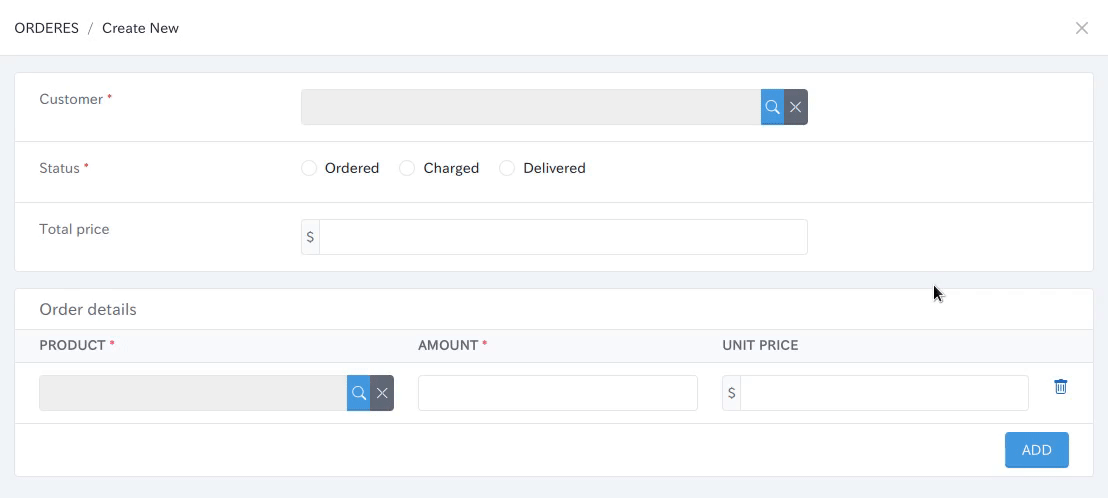 ORDERES / Create New
Customer *
Status *
Ordered Charged Delivered
Total price
$
Order details
PRODUCT * AMOUNT * UNIT PRICE
$
ADD